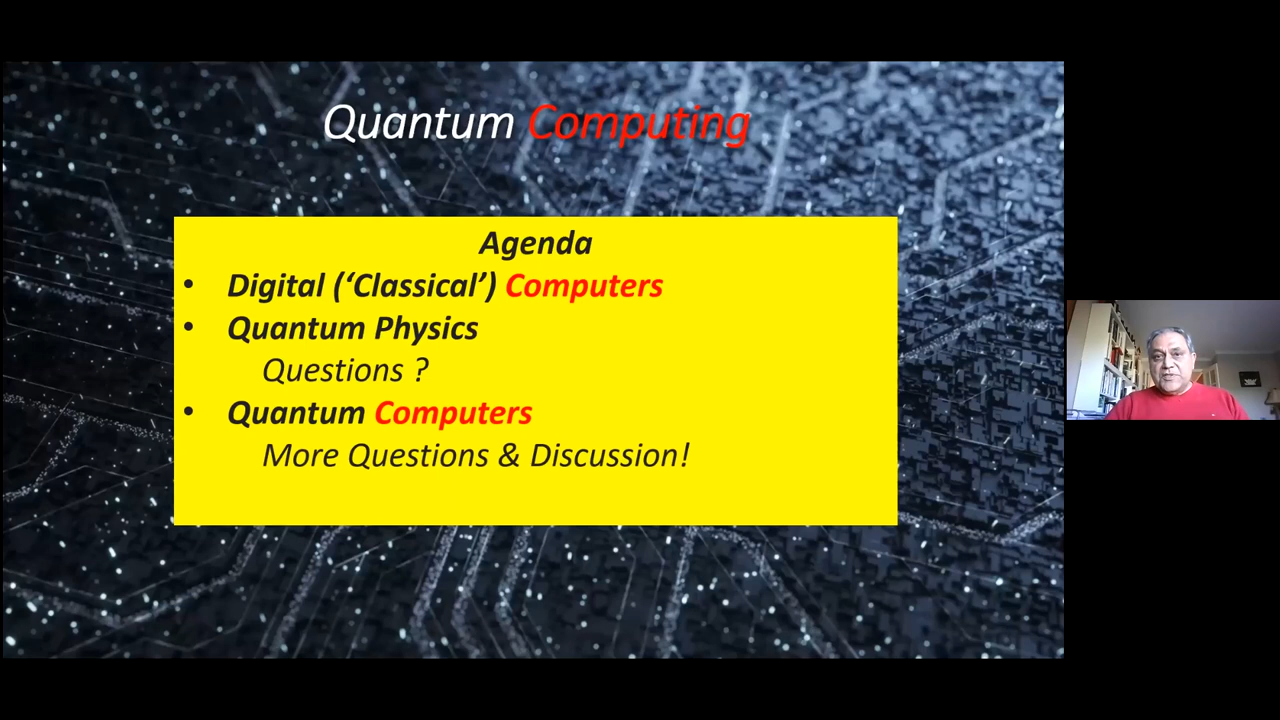 Quantum Computing
Agenda
• Digital (‘Classical’) Computers
• Quantum Physics
Questions ?
• Quantum Computers
More Questions & Discussion!